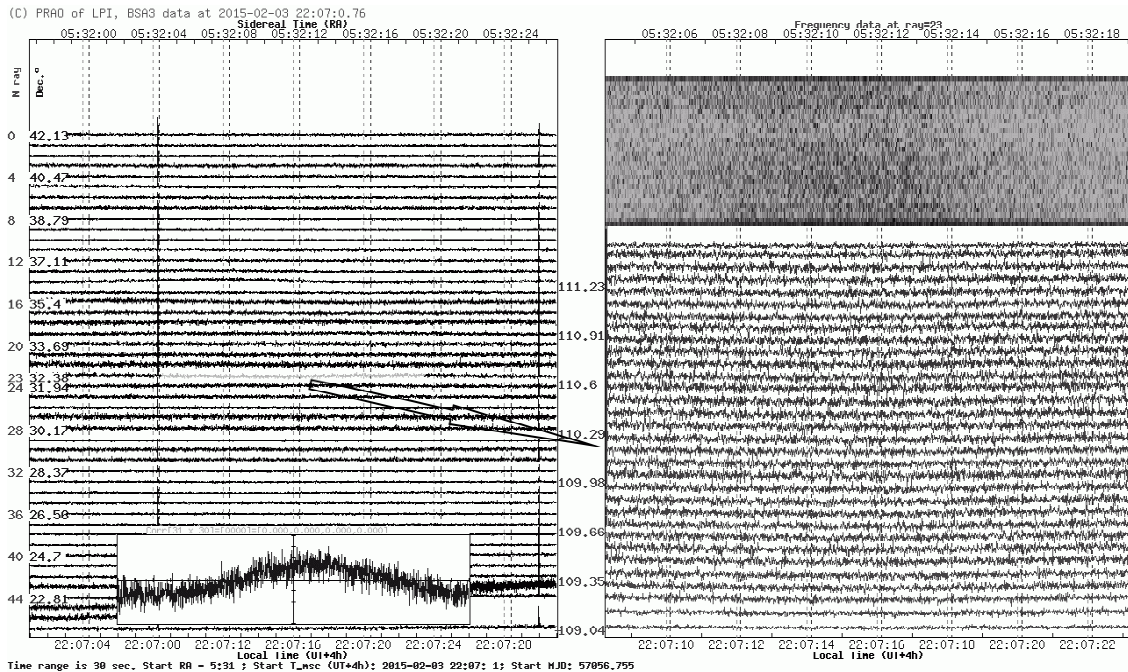 (C) PRAO of LPI, BSA3 data at 2015-02-03 22:07:0.76
Sidereal Time (RA)
05:32:00 05:32:04 05:32:08 05:32:12 05:32:16 05:32:20 05:32:24
N ray
Dec.°
0 42.13
4 40.47
8 38.79
12 37.11
16 35.4
20 33.69
23 32.38
24 31.94
28 30.17
32 28.37
36 26.56
40 24.7
44 22.81
22:07:04 22:07:08 22:07:12 22:07:16 22:07:20 22:07:20
Local Time (UT+4h)
Frequency data at ray=23
05:32:06 05:32:08 05:32:10 05:32:12 05:32:14 05:32:16 05:32:18
111.23
110.91
110.6
110.29
109.98
109.66
109.35
109.04
22:07:10 22:07:12 22:07:14 22:07:16 22:07:18 22:07:20 22:07:22
Local Time (UT+4h)
Time range is 30 sec. Start RA - 5:31 ; Start T_msc (UT+4h): 2015-02-03 22:07: 1; Start MJD: 57056.755